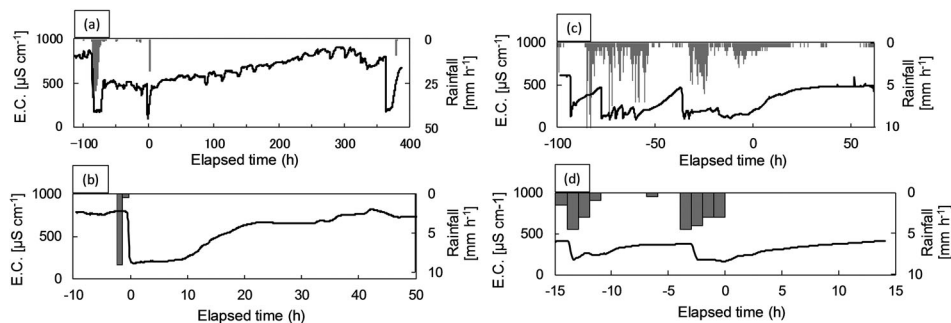 (a)
E.C. [μS cm⁻¹]
1000
500
0
0
25
50
Rainfall
[mm h⁻¹]
-100
0
100
200
300
400
Elapsed time (h)
(c)
E.C. [μS cm⁻¹]
1000
500
0
0
5
10
Rainfall
[mm h⁻¹]
-100
-50
0
50
Elapsed time (h)
(b)
E.C. [μS cm⁻¹]
1000
500
0
0
5
10
Rainfall
[mm h⁻¹]
-10
0
10
20
30
40
50
Elapsed time (h)
(d)
E.C. [μS cm-1]
1000
500
0
0
5
10
Rainfall
[mm h⁻¹]
-15
-10
-5
0
5
10
15
Elapsed time (h)